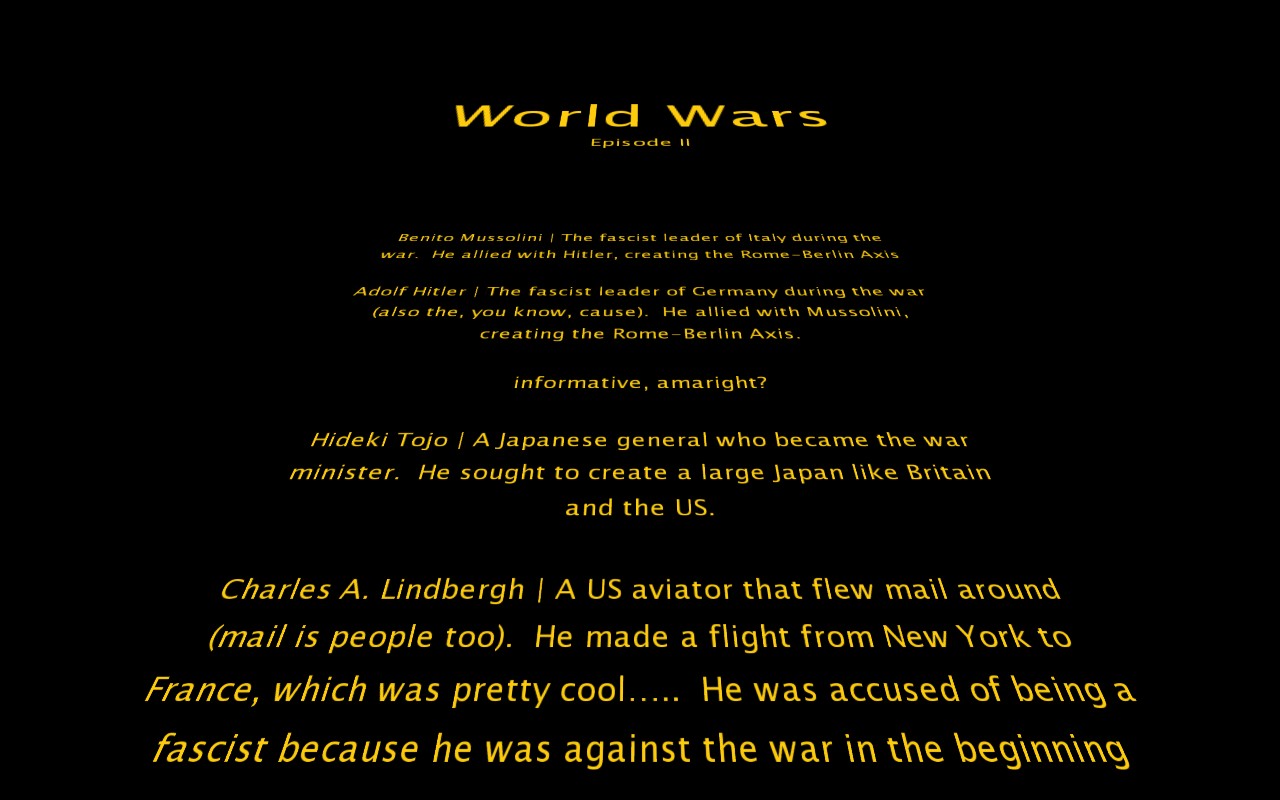 World Wars
Episode II
Benito Mussolini | The fascist leader of Italy during the
war.  He allied with Hitler, creating the Rome-Berlin Axis
Adolf Hitler | The fascist leader of Germany during the war
(also the, you know, cause).  He allied with Mussolini,
creating the Rome-Berlin Axis.
informative, amaright?
Hideki Tojo | A Japanese general who became the war
minister.  He sought to create a large Japan like Britain
and the US.
Charles A. Lindbergh | A US aviator that flew mail around
(mail is people too).  He made a flight from New York to
France, which was pretty cool.....  He was accused of being a
fascist because he was against the war in the beginning